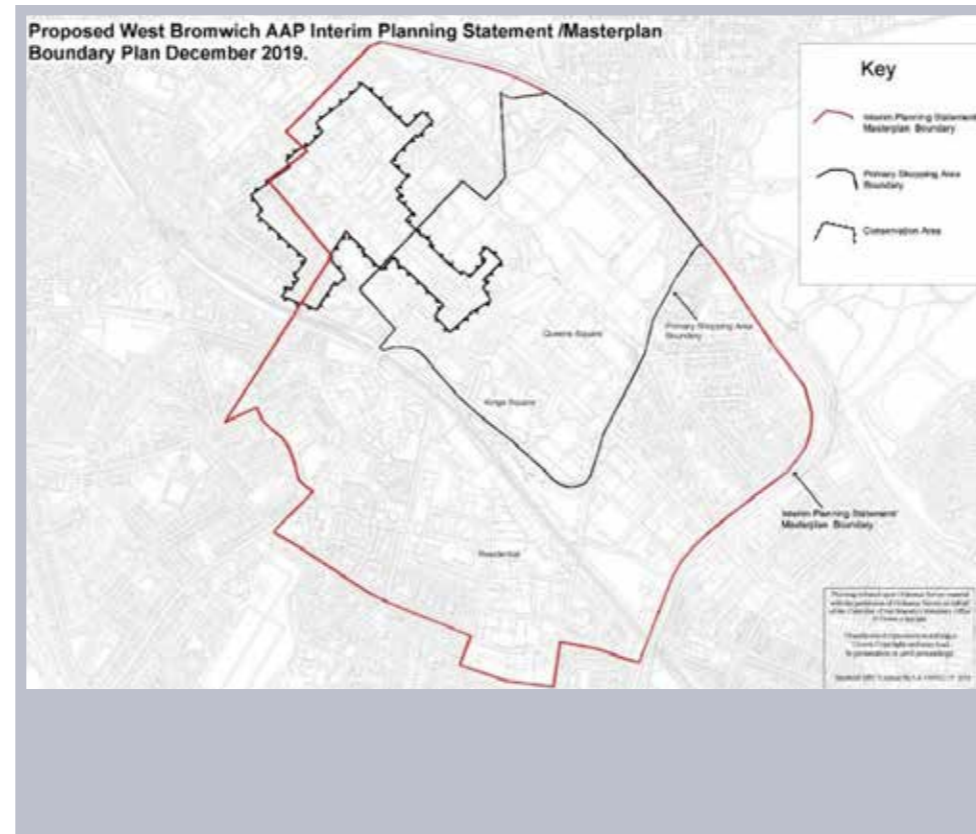 Proposed West Bromwich AAP Interim Planning Statement /Masterplan
Boundary Plan December 2019.
Key
Interim Planning Statement
Masterplan Boundary
Primary Shopping Area
Boundary
Conservation Area
Queens Square
Primary Shopping Area
Boundary
Kings Square
Interim Planning Statement/
Masterplan Boundary
Residential